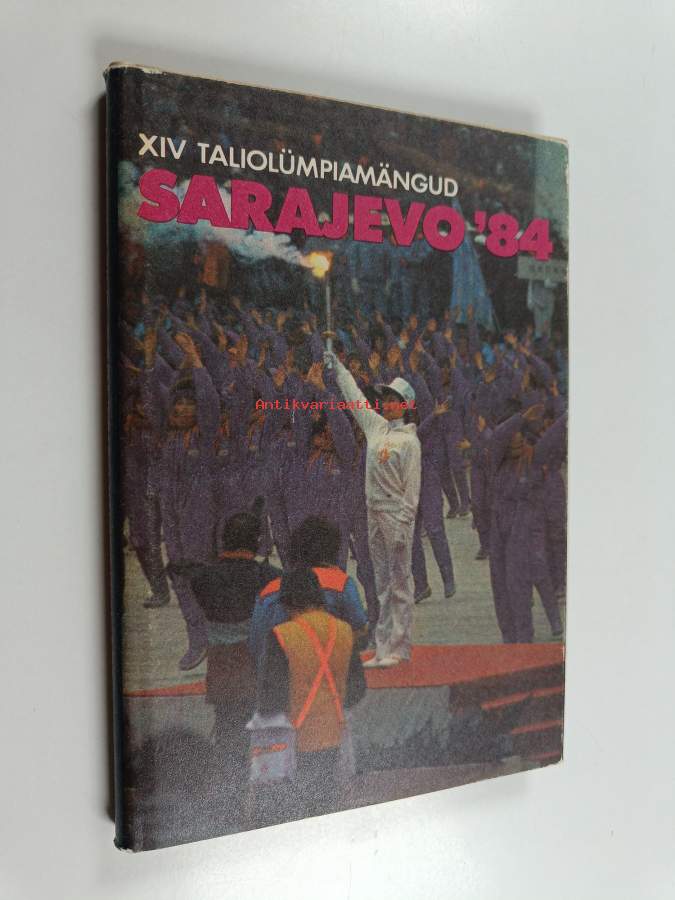 XIV TALIOLÜMPIAMÄNGUD
SARAJEVO '84
Antikvariaatti.net